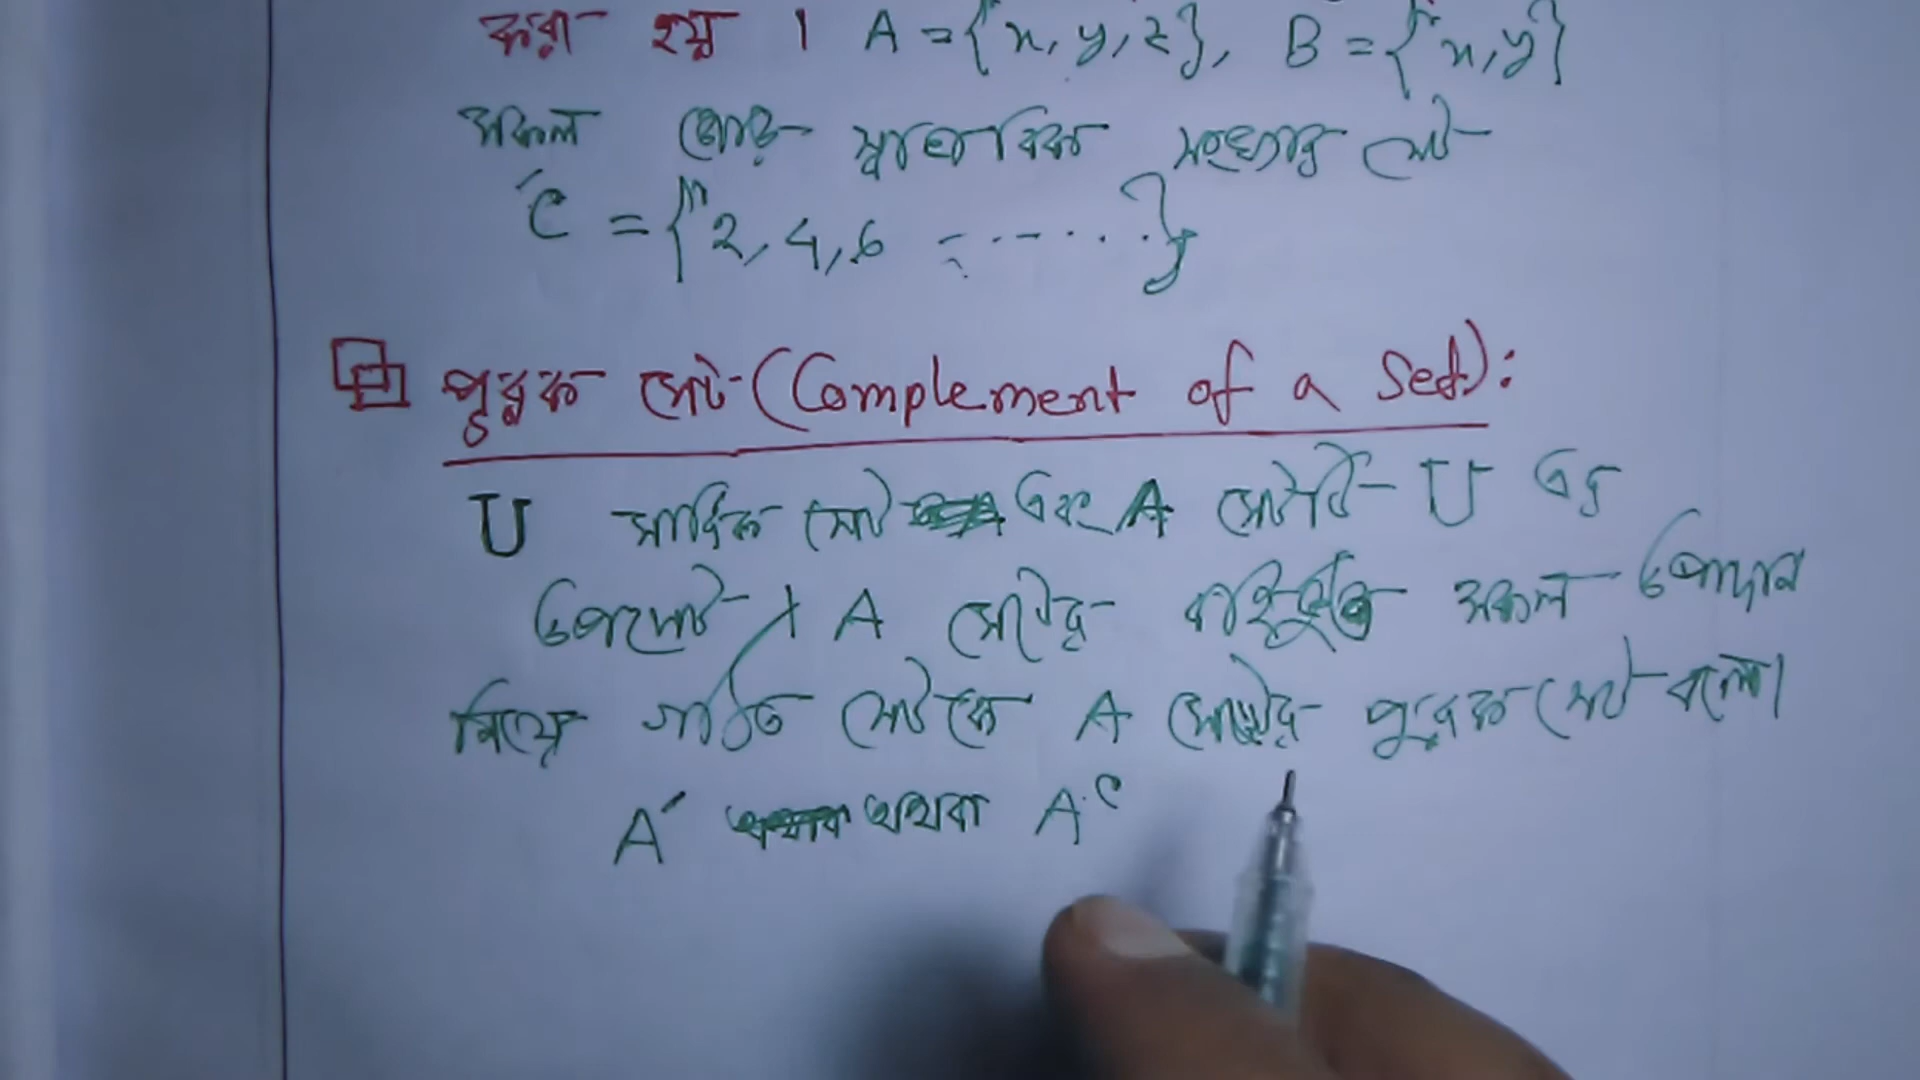 করা হয় । A = {x, y, z}, B = {x, y}
সকল জোড় স্বাভাবিক সংখ্যার সেট
C = {2, 4, 6 ........}
পূরক সেট (Complement of a Set):
U সার্বিক সেট এবং A সেটটি U এর
উপসেট। A সেটের বহির্ভূত সকল উপাদান
নিয়ে গঠিত সেটকে A সেটের পূরক সেট বলে।
A′ অথবা Aᶜ